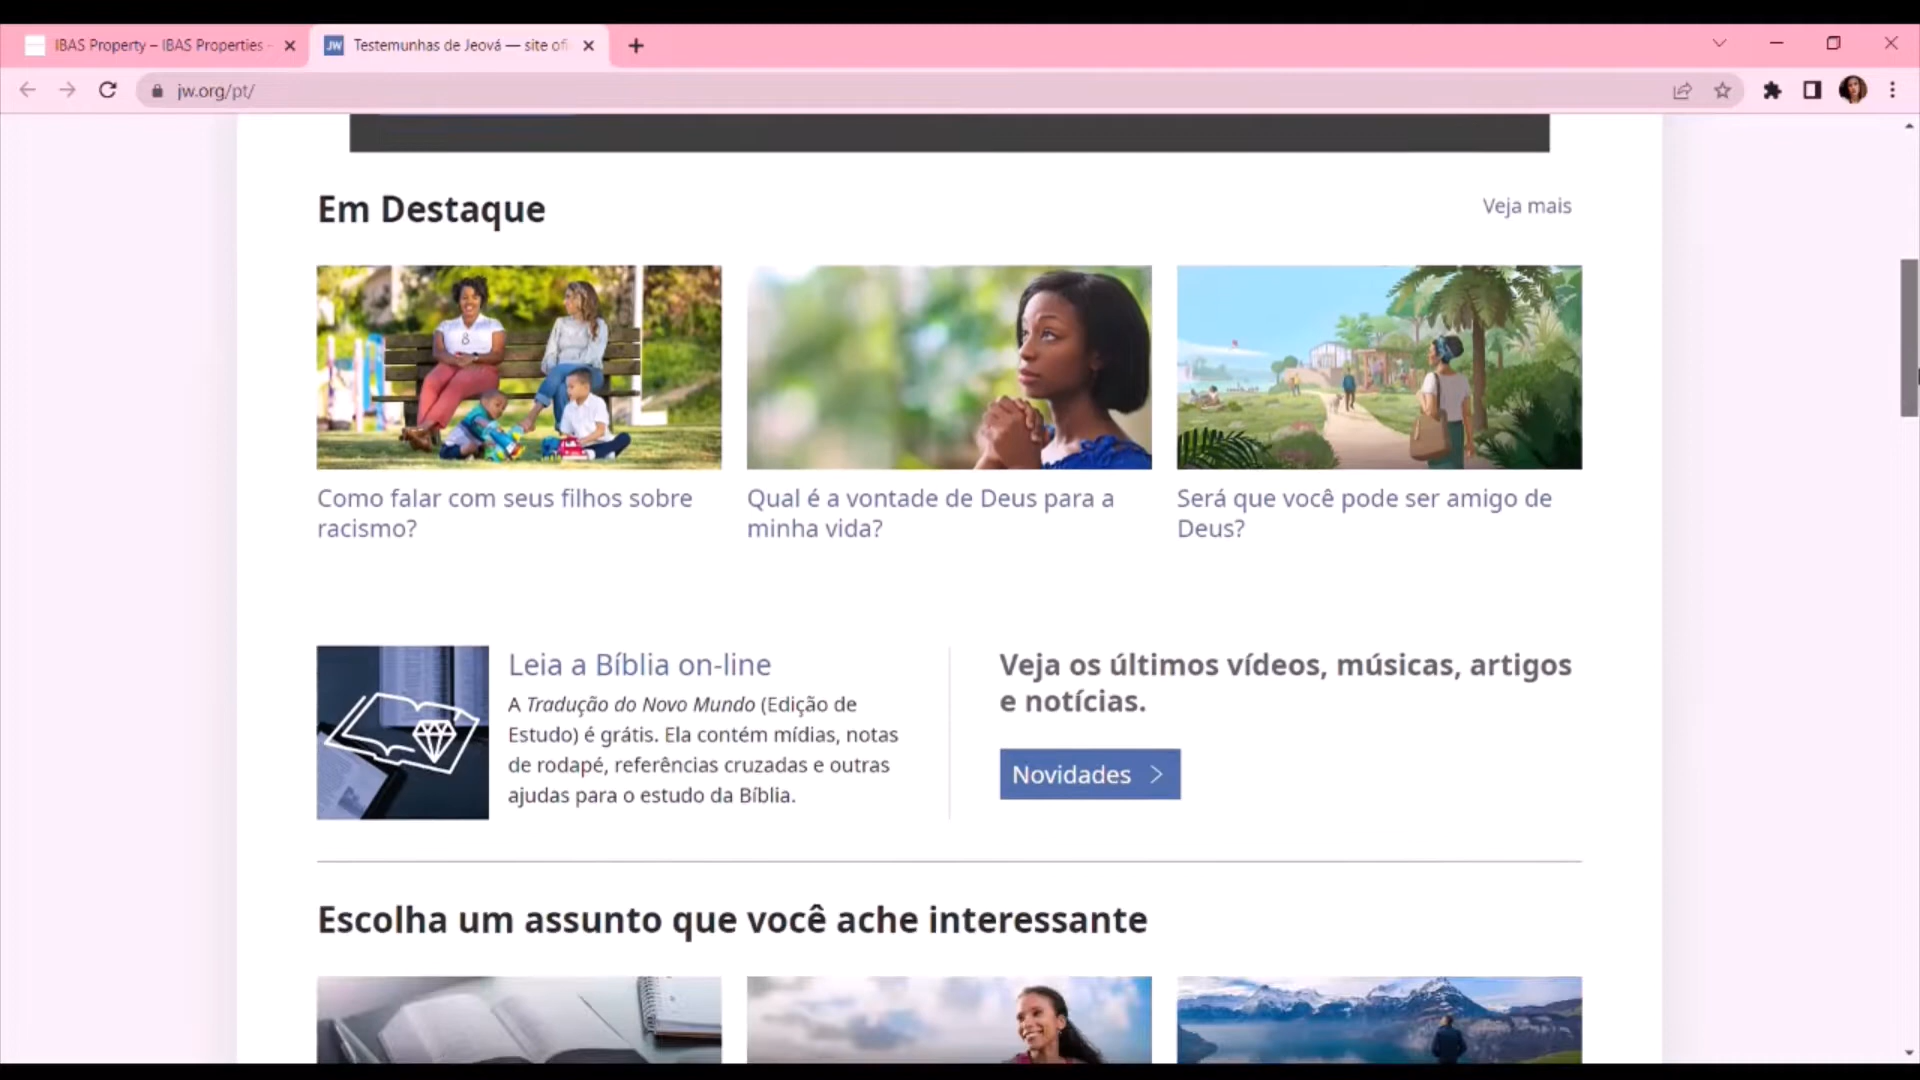 IBAS Property – IBAS Properties -
JW
Testemunhas de Jeová — site ofi
jw.org/pt/
Em Destaque
Veja mais
Como falar com seus filhos sobre
racismo?
Qual é a vontade de Deus para a
minha vida?
Será que você pode ser amigo de
Deus?
Leia a Bíblia on-line
A Tradução do Novo Mundo (Edição de
Estudo) é grátis. Ela contém mídias, notas
de rodapé, referências cruzadas e outras
ajudas para o estudo da Bíblia.
Veja os últimos vídeos, músicas, artigos
e notícias.
Novidades
Escolha um assunto que você ache interessante